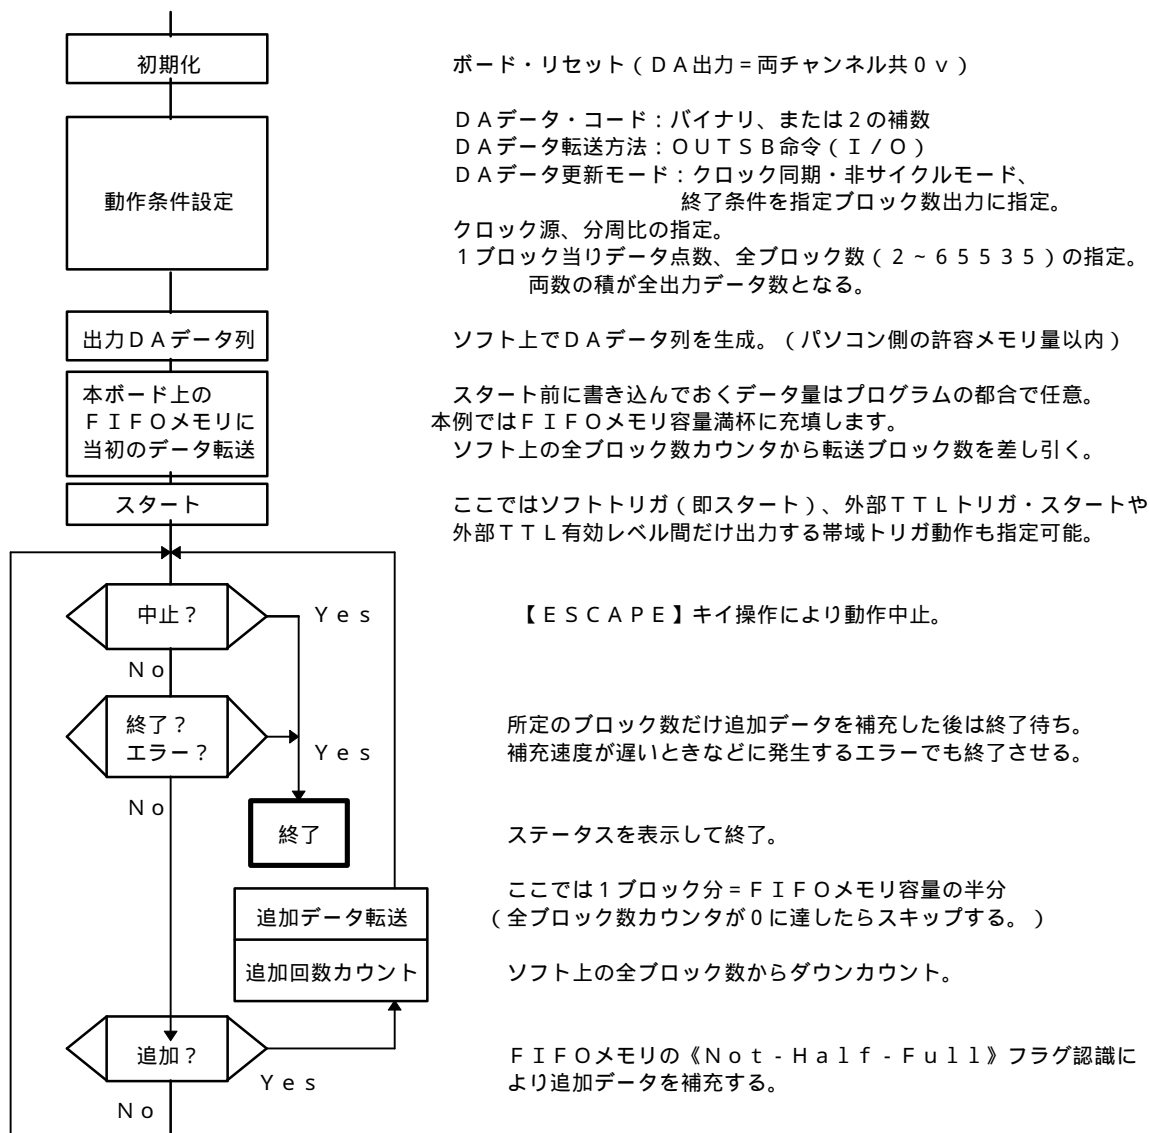 初期化
ボード・リセット（ＤＡ出力＝両チャンネル共０ｖ）
動作条件設定
ＤＡデータ・コード：バイナリ、または２の補数
ＤＡデータ転送方法：ＯＵＴＳＢ命令（Ｉ／Ｏ）
ＤＡデータ更新モード：クロック同期・非サイクルモード、
終了条件を指定ブロック数出力に指定。
クロック源、分周比の指定。
１ブロック当りデータ点数、全ブロック数（２~６５５３５）の指定。
両数の積が全出力データ数となる。
出力ＤＡデータ列
ソフト上でＤＡデータ列を生成。（パソコン側の許容メモリ量以内）
本ボード上の
ＦＩＦＯメモリに
当初のデータ転送
スタート前に書き込んでおくデータ量はプログラムの都合で任意。
本例ではＦＩＦＯメモリ容量満杯に充填します。
ソフト上の全ブロック数カウンタから転送ブロック数を差し引く。
スタート
ここではソフトトリガ（即スタート）、外部ＴＴＬトリガ・スタートや
外部ＴＴＬ有効レベル間だけ出力する帯域トリガ動作も指定可能。
中止？
Ｙｅｓ
【ＥＳＣＡＰＥ】キイ操作により動作中止。
Ｎｏ
終了？
エラー？
Ｙｅｓ
所定のブロック数だけ追加データを補充した後は終了待ち。
補充速度が遅いときなどに発生するエラーでも終了させる。
Ｎｏ
終了
ステータスを表示して終了。
追加データ転送
ここでは１ブロック分＝ＦＩＦＯメモリ容量の半分
（全ブロック数カウンタが０に達したらスキップする。）
追加回数カウント
ソフト上の全ブロック数からダウンカウント。
追加？
Ｙｅｓ
ＦＩＦＯメモリの《Ｎｏｔ‐Ｈａｌｆ‐Ｆｕｌｌ》フラグ認識に
より追加データを補充する。
Ｎｏ